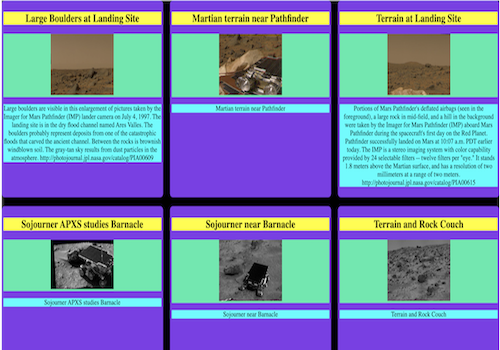 Large Boulders at Landing Site
Large boulders are visible in this enlargement of pictures taken by the
Imager for Mars Pathfinder (IMP) lander camera on July 4, 1997. The
landing site is in the dry flood channel named Ares Valles. The
boulders probably represent deposits from one of the catastrophic
floods that carved the ancient channel. Between the rocks is brownish
windblown soil. The gray-tan sky results from dust particles in the
atmosphere. http://photojournal.jpl.nasa.gov/catalog/PIA00609
Martian terrain near Pathfinder
Martian terrain near Pathfinder
Terrain at Landing Site
Portions of Mars Pathfinder's deflated airbags (seen in the
foreground), a large rock in mid-field, and a hill in the background
were taken by the Imager for Mars Pathfinder (IMP) aboard Mars
Pathfinder during the spacecraft's first day on the Red Planet.
Pathfinder successfully landed on Mars at 10:07 a.m. PDT earlier
today. The IMP is a stereo imaging system with color capability
provided by 24 selectable filters -- twelve filters per "eye." It stands
1.8 meters above the Martian surface, and has a resolution of two
millimeters at a range of two meters.
http://photojournal.jpl.nasa.gov/catalog/PIA00615
Sojourner APXS studies Barnacle
Sojourner APXS studies Barnacle
Sojourner near Barnacle
Sojourner near Barnacle
Terrain and Rock Couch
Terrain and Rock Couch